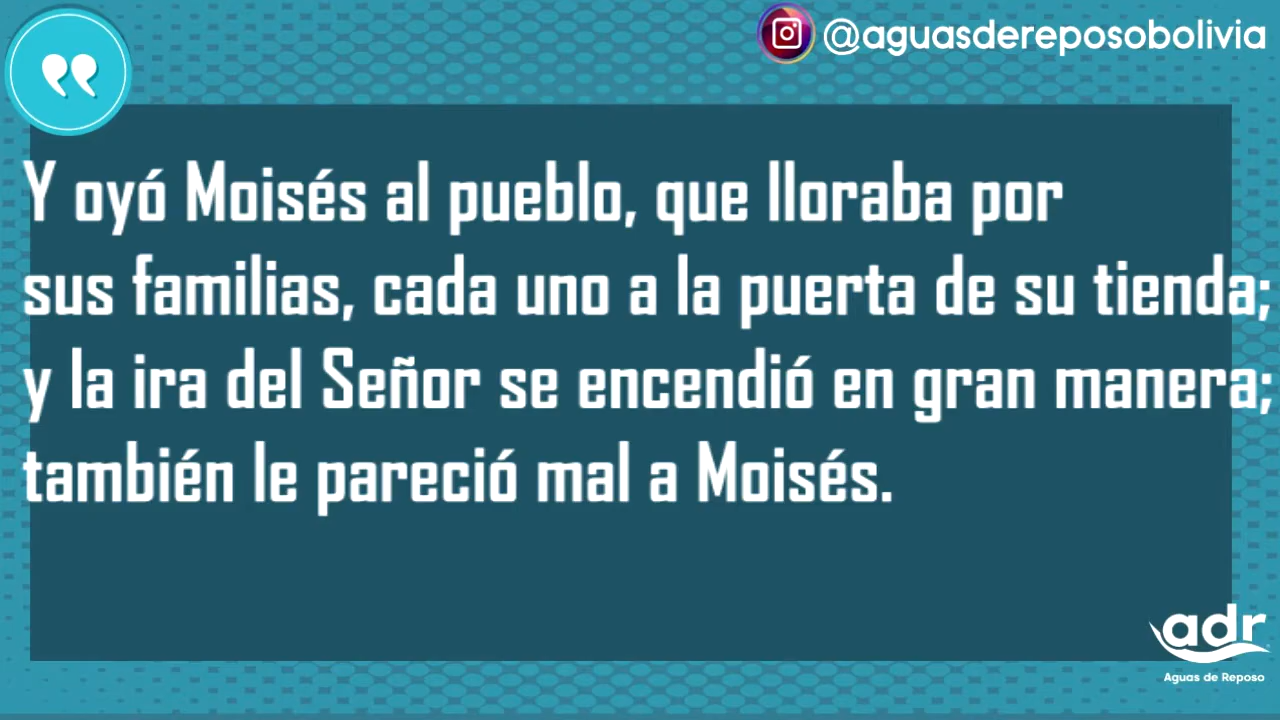 @aguasdereposobolivia
Y oyó Moisés al pueblo, que lloraba por
sus familias, cada uno a la puerta de su tienda;
y la ira del Señor se encendió en gran manera;
también le pareció mal a Moisés.
adr
Aguas de Reposo